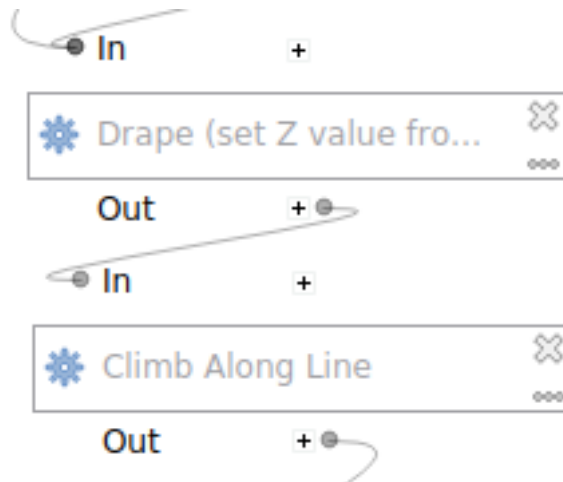 In
Drape (set Z value fro...
Out
In
Climb Along Line
Out